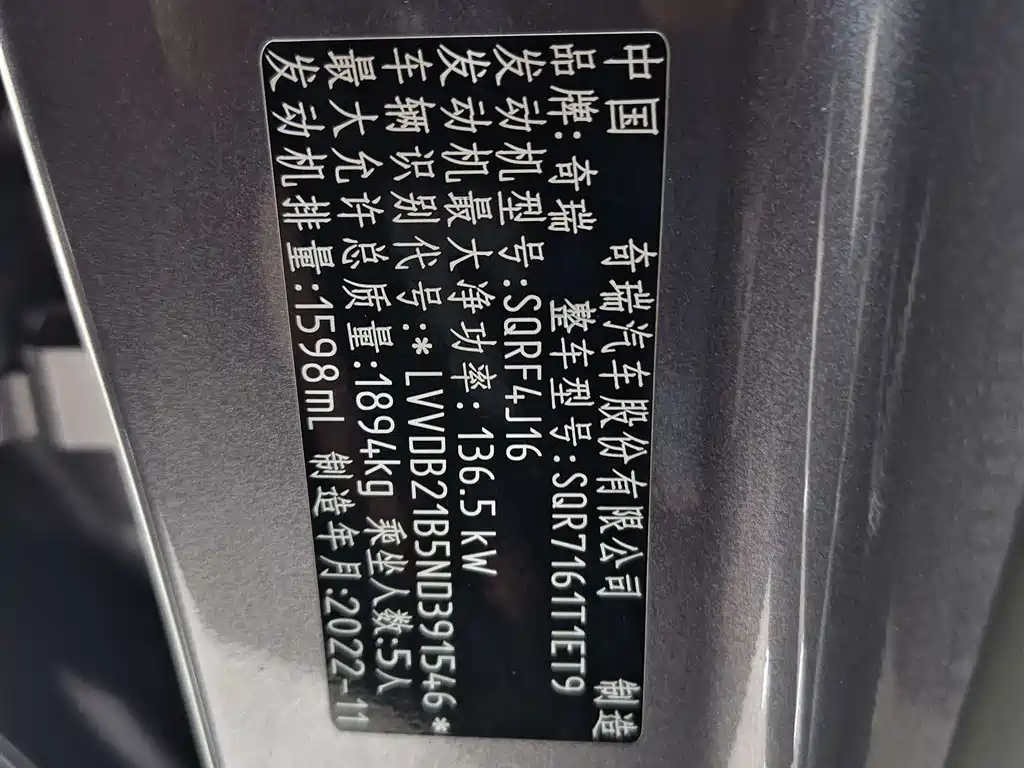 中国 奇瑞汽车股份有限公司 制造
品牌:奇瑞 整车型号:SQR7161T1ET9
发动机型号:SQRF4J16
发动机最大净功率:136.5kW
车辆识别代号:*LVVDB21B5ND391546*
最大允许总质量:1894kg 乘坐人数:5人
发动机排量:1598mL 制造年月:2022-11